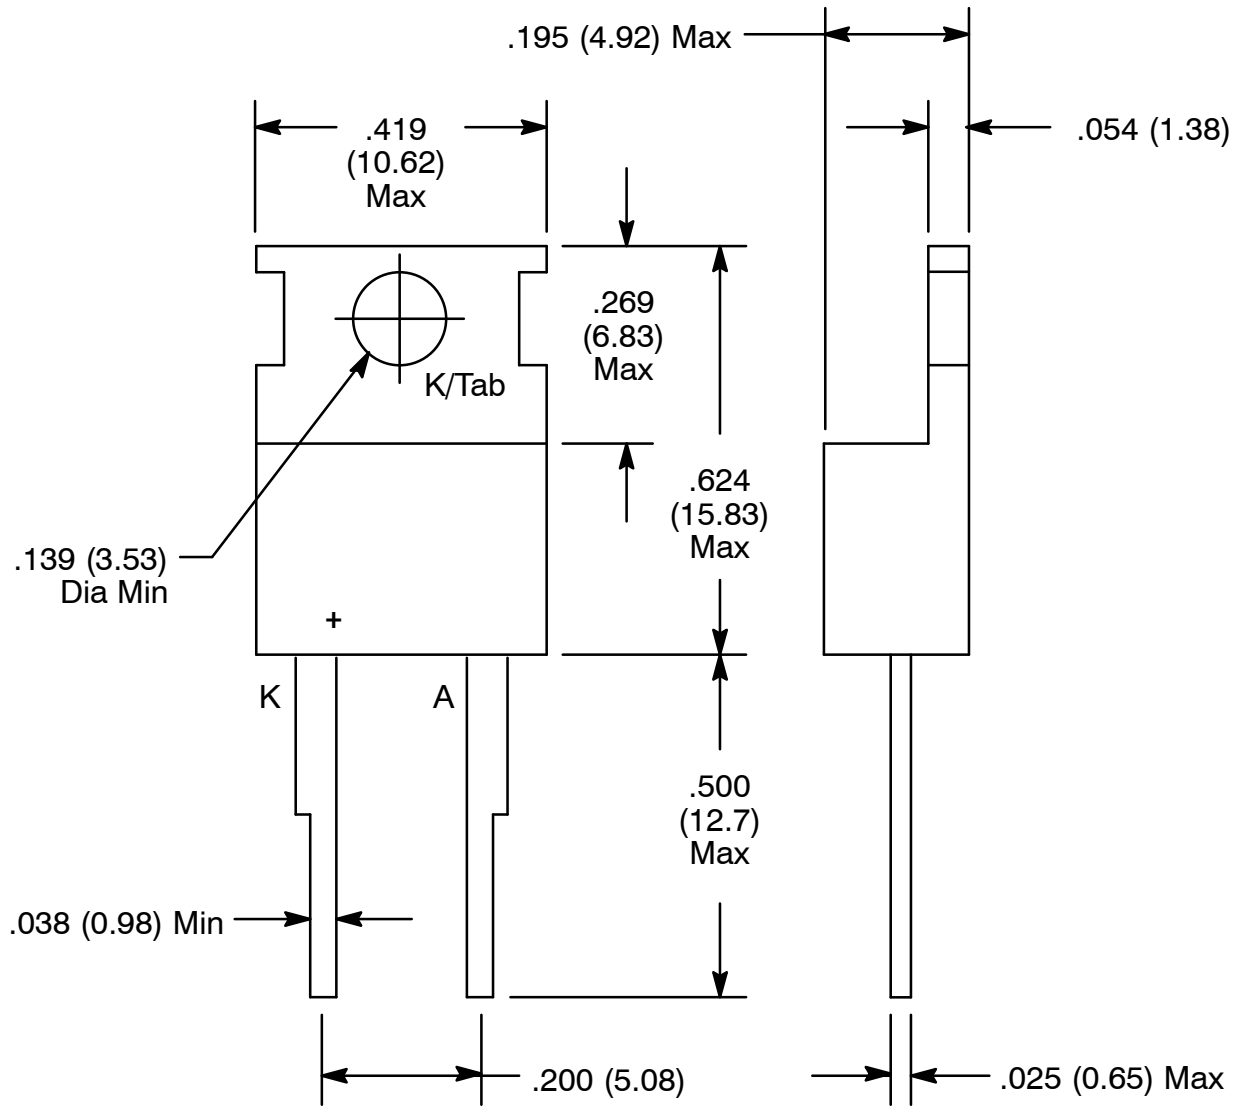 .195 (4.92) Max
.419
(10.62)
Max
.054 (1.38)
.269
(6.83)
Max
K/Tab
.624
(15.83)
Max
.139 (3.53)
Dia Min
+
K
A
.500
(12.7)
Max
.038 (0.98) Min
.200 (5.08)
.025 (0.65) Max